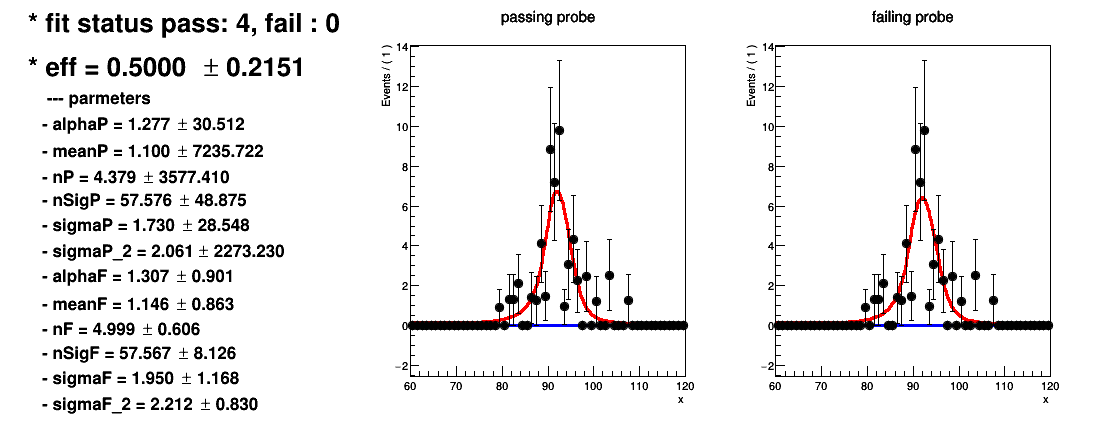 * fit status pass: 4, fail : 0
* eff = 0.5000 ± 0.2151
--- parmeters
- alphaP = 1.277 ± 30.512
- meanP = 1.100 ± 7235.722
- nP = 4.379 ± 3577.410
- nSigP = 57.576 ± 48.875
- sigmaP = 1.730 ± 28.548
- sigmaP_2 = 2.061 ± 2273.230
- alphaF = 1.307 ± 0.901
- meanF = 1.146 ± 0.863
- nF = 4.999 ± 0.606
- nSigF = 57.567 ± 8.126
- sigmaF = 1.950 ± 1.168
- sigmaF_2 = 2.212 ± 0.830
passing probe
Events / ( 1 )
14
12
10
8
6
4
2
0
−2
60 70 80 90 100 110 120
x
failing probe
Events / ( 1 )
14
12
10
8
6
4
2
0
−2
60 70 80 90 100 110 120
x